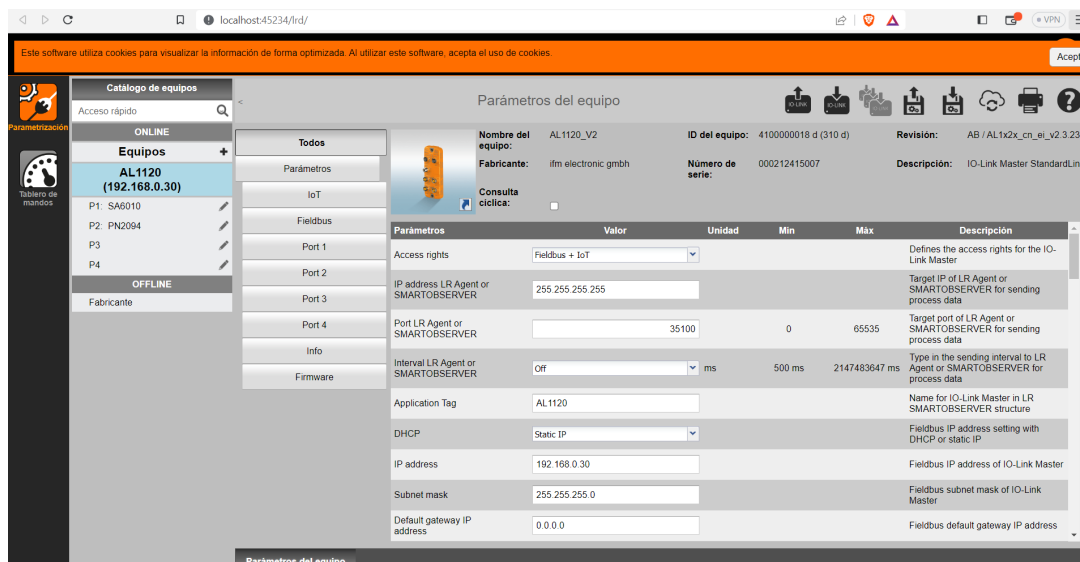 localhost:45234/lrd/
VPN
Este software utiliza cookies para visualizar la información de forma optimizada. Al utilizar este software, acepta el uso de cookies.
Acept
Parametrización
Tablero de
mandos
Catálogo de equipos
Acceso rápido
ONLINE
Equipos +
AL1120
(192.168.0.30)
P1: SA6010
P2: PN2094
P3
P4
OFFLINE
Fabricante
<
Parámetros del equipo
IO-LINK
IO-LINK
Todos
Parámetros
IoT
Fieldbus
Port 1
Port 2
Port 3
Port 4
Info
Firmware
Nombre del AL1120_V2 ID del equipo: 4100000018 d (310 d) Revisión: AB / AL1x2x_cn_ei_v2.3.23
equipo:
Fabricante: ifm electronic gmbh Número de 000212415007 Descripción: IO-Link Master StandardLin
serie:
Consulta
cíclica:
Parámetros Valor Unidad Mín Máx Descripción
Access rights Fieldbus + IoT Defines the access rights for the IO-
Link Master
IP address LR Agent or
SMARTOBSERVER 255.255.255.255 Target IP of LR Agent or
SMARTOBSERVER for sending
process data
Port LR Agent or
SMARTOBSERVER 35100 0 65535 Target port of LR Agent or
SMARTOBSERVER for sending
process data
Interval LR Agent or
SMARTOBSERVER Off ms 500 ms 2147483647 ms Type in the sending interval to LR
Agent or SMARTOBSERVER for
process data
Application Tag AL1120 Name for IO-Link Master in LR
SMARTOBSERVER structure
DHCP Static IP Fieldbus IP address setting with
DHCP or static IP
IP address 192.168.0.30 Fieldbus IP address of IO-Link Master
Subnet mask 255.255.255.0 Fieldbus subnet mask of IO-Link
Master
Default gateway IP
address 0.0.0.0 Fieldbus default gateway IP address
Parámetros del equipo